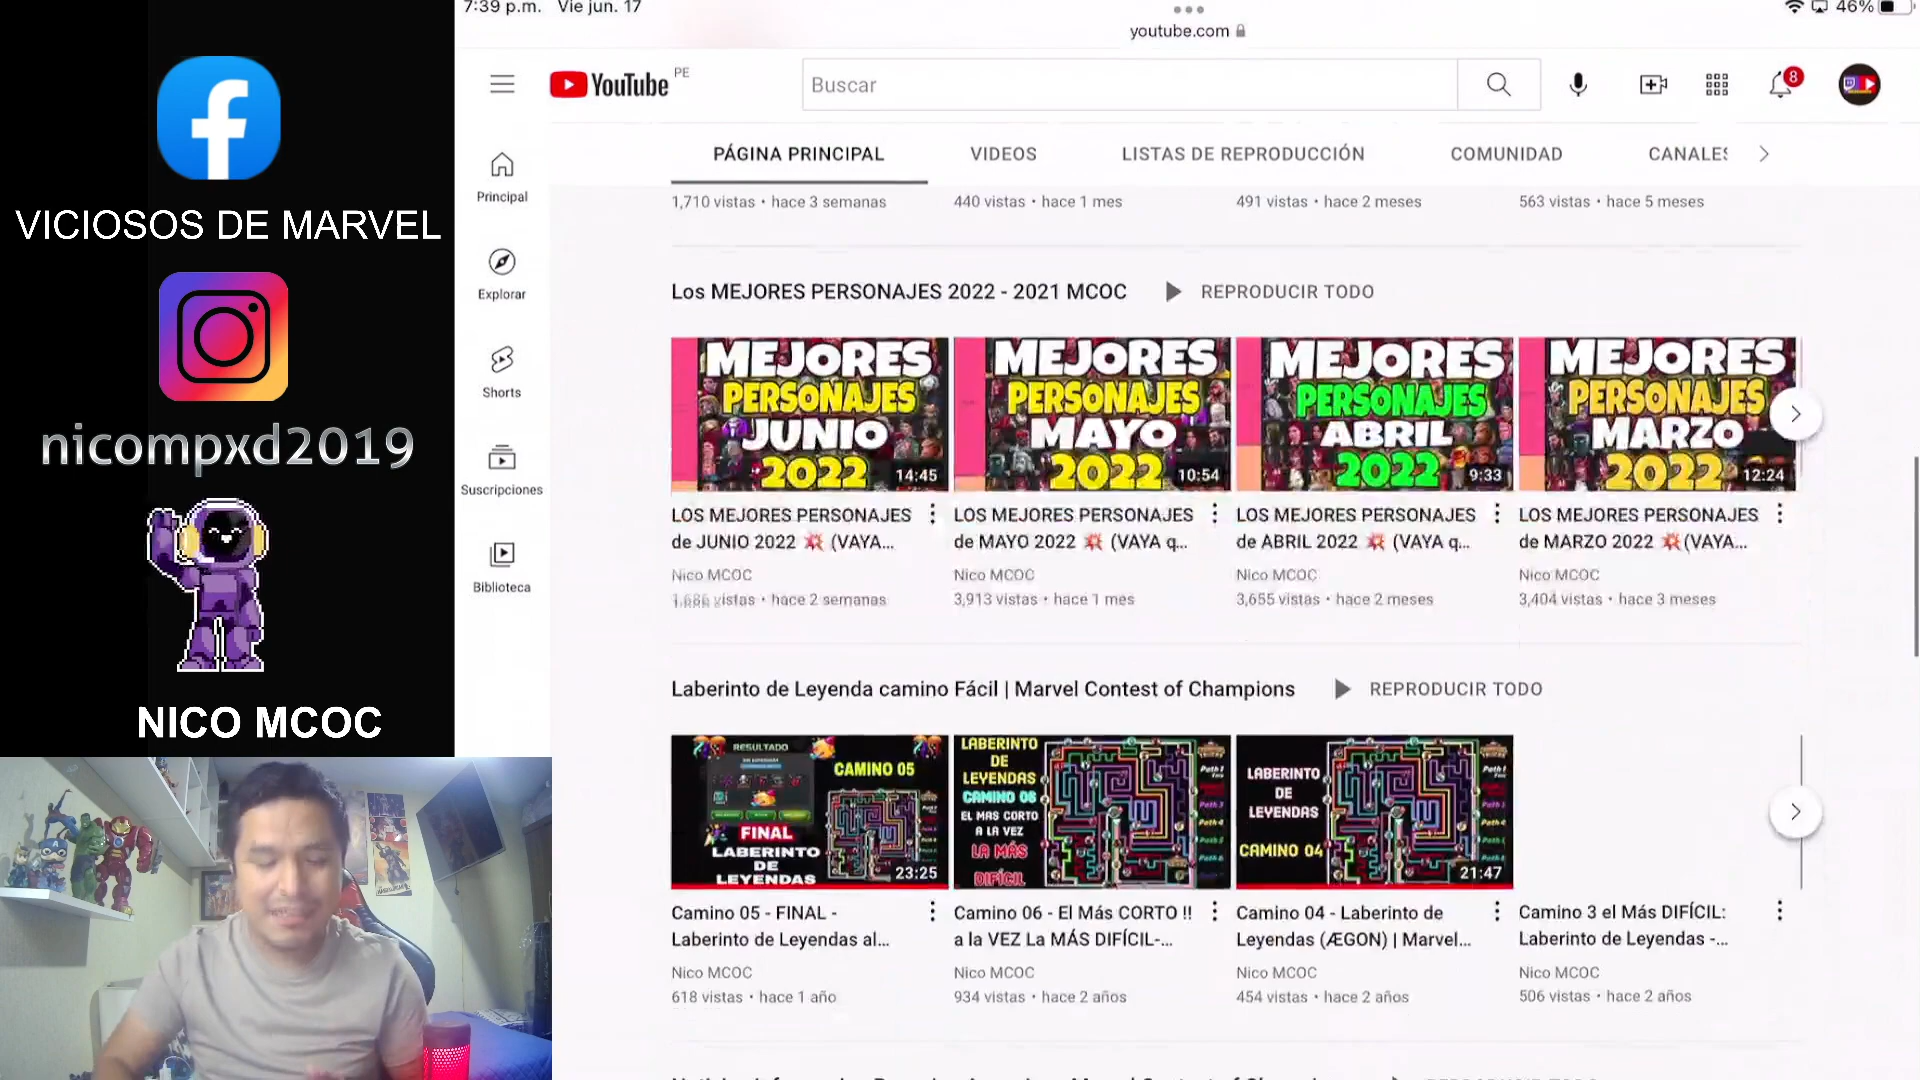 7:39 p.m. Vie jun. 17
46%
youtube.com
VICIOSOS DE MARVEL
nicompxd2019
NICO MCOC
YouTube PE
Buscar
8
Principal
Explorar
Shorts
Suscripciones
Biblioteca
PÁGINA PRINCIPAL VIDEOS LISTAS DE REPRODUCCIÓN COMUNIDAD CANALES
1,710 vistas • hace 3 semanas
440 vistas • hace 1 mes
491 vistas • hace 2 meses
563 vistas • hace 5 meses
Los MEJORES PERSONAJES 2022 - 2021 MCOC REPRODUCIR TODO
MEJORES
PERSONAJES
JUNIO
2022
14:45
MEJORES
PERSONAJES
MAYO
2022
10:54
MEJORES
PERSONAJES
ABRIL
2022
9:33
MEJORES
PERSONAJES
MARZO
2022
12:24
LOS MEJORES PERSONAJES
de JUNIO 2022 💥 (VAYA...
Nico MCOC
vistas • hace 2 semanas
LOS MEJORES PERSONAJES
de MAYO 2022 💥 (VAYA q...
Nico MCOC
3,913 vistas • hace 1 mes
LOS MEJORES PERSONAJES
de ABRIL 2022 💥 (VAYA q...
Nico MCOC
3,655 vistas • hace 2 meses
LOS MEJORES PERSONAJES
de MARZO 2022 💥(VAYA...
Nico MCOC
3,404 vistas • hace 3 meses
Laberinto de Leyenda camino Fácil | Marvel Contest of Champions REPRODUCIR TODO
RESULTADO
CAMINO 05
FINAL
LABERINTO
DE
LEYENDAS
23:25
LABERINTO
DE
LEYENDAS
CAMINO 06
EL MAS CORTO
A LA VEZ
LA MÁS
DIFÍCIL
LABERINTO
DE
LEYENDAS
CAMINO 04
21:47
Camino 05 - FINAL -
Laberinto de Leyendas al...
Nico MCOC
618 vistas • hace 1 año
Camino 06 - El Más CORTO !!
a la VEZ La MÁS DIFÍCIL-...
Nico MCOC
934 vistas • hace 2 años
Camino 04 - Laberinto de
Leyendas (ÆGON) | Marvel...
Nico MCOC
454 vistas • hace 2 años
Camino 3 el Más DIFÍCIL:
Laberinto de Leyendas -...
Nico MCOC
506 vistas • hace 2 años